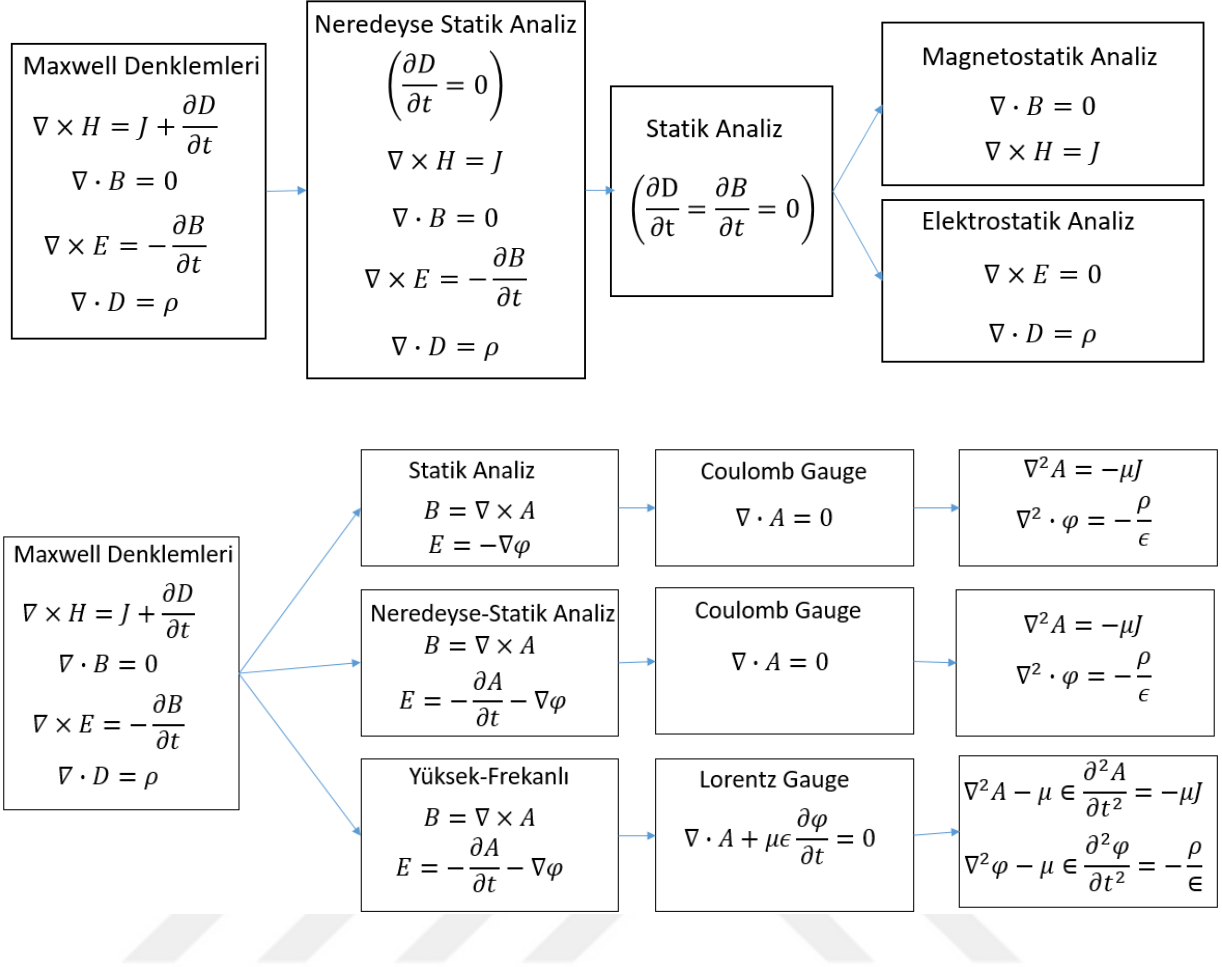 Maxwell Denklemleri
∇ × H = J + ∂D/∂t
∇ · B = 0
∇ × E = −∂B/∂t
∇ · D = ρ
Neredeyse Statik Analiz
(∂D/∂t = 0)
∇ × H = J
∇ · B = 0
∇ × E = −∂B/∂t
∇ · D = ρ
Statik Analiz
(∂D/∂t = ∂B/∂t = 0)
Magnetostatik Analiz
∇ · B = 0
∇ × H = J
Elektrostatik Analiz
∇ × E = 0
∇ · D = ρ
Maxwell Denklemleri
∇ × H = J + ∂D/∂t
∇ · B = 0
∇ × E = −∂B/∂t
∇ · D = ρ
Statik Analiz
B = ∇ × A
E = −∇φ
Coulomb Gauge
∇ · A = 0
∇²A = −μJ
∇² · φ = −ρ/ϵ
Neredeyse-Statik Analiz
B = ∇ × A
E = −∂A/∂t − ∇φ
Coulomb Gauge
∇ · A = 0
∇²A = −μJ
∇² · φ = −ρ/ϵ
Yüksek-Frekanlı
B = ∇ × A
E = −∂A/∂t − ∇φ
Lorentz Gauge
∇ · A + μϵ ∂φ/∂t = 0
∇²A − μ ∈ ∂²A/∂t² = −μJ
∇²φ − μ ∈ ∂²φ/∂t² = −ρ/∈